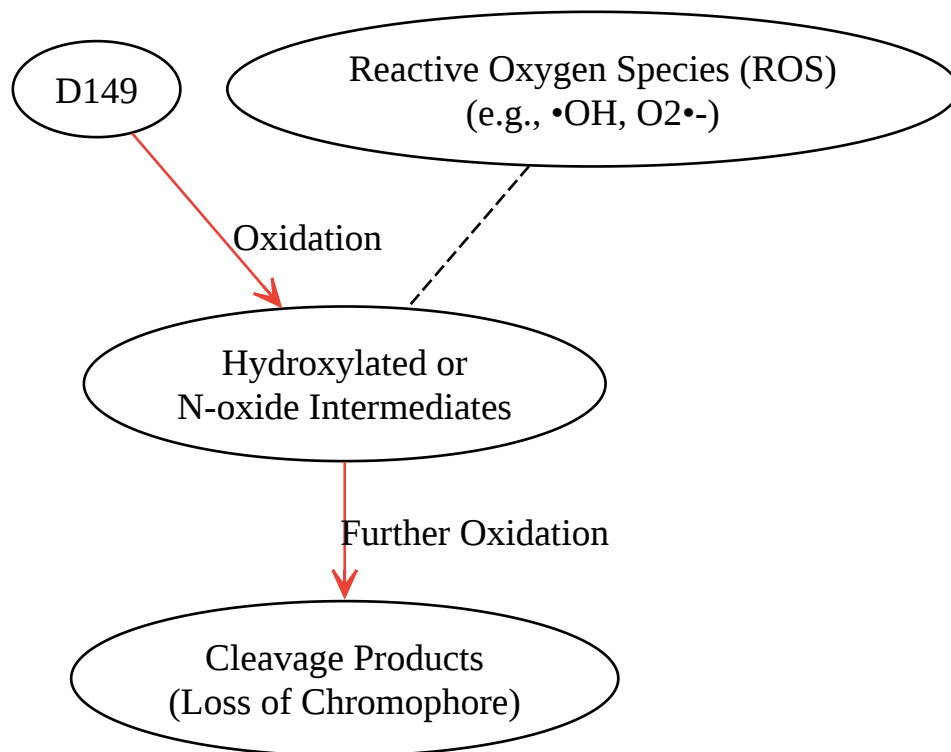 D149
Reactive Oxygen Species (ROS)
(e.g., •OH, O2•-)
Oxidation
Hydroxylated or
N-oxide Intermediates
Further Oxidation
Cleavage Products
(Loss of Chromophore)